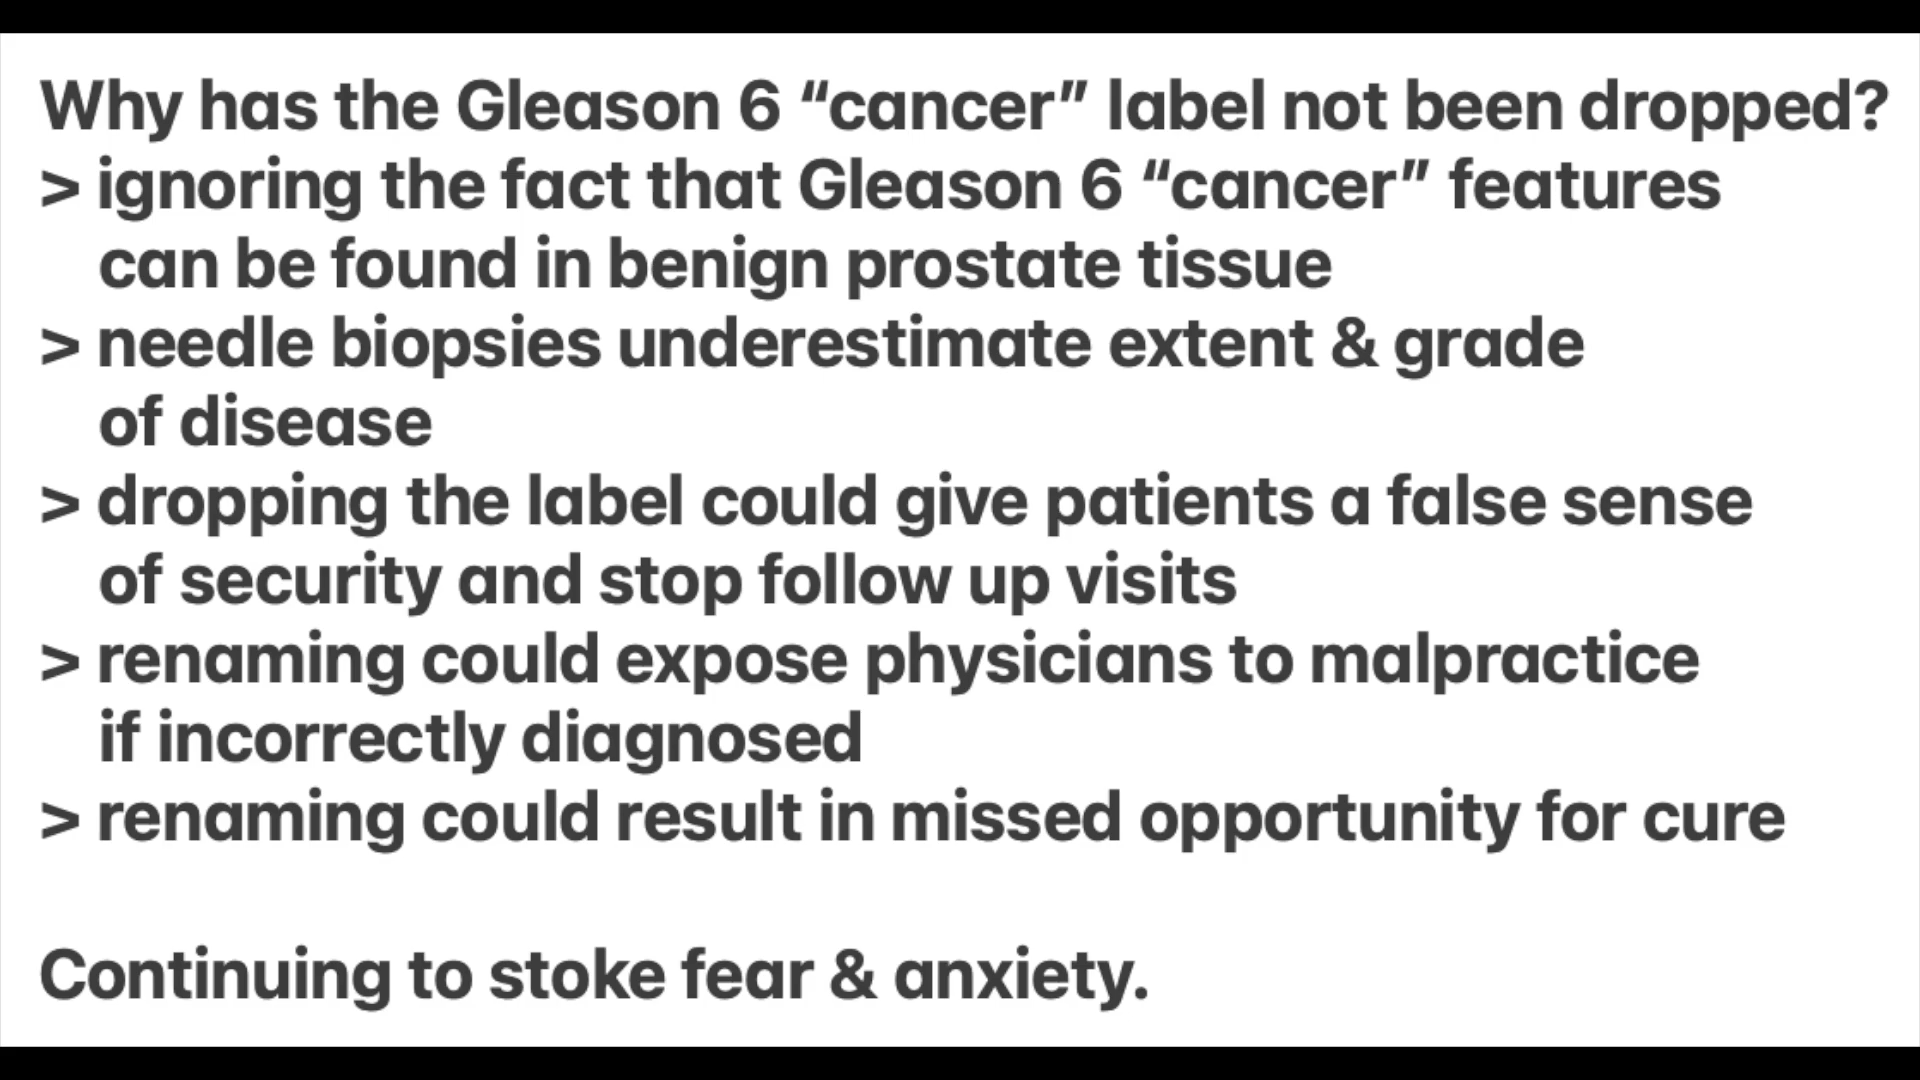 Why has the Gleason 6 “cancer” label not been dropped?
> ignoring the fact that Gleason 6 “cancer” features
can be found in benign prostate tissue
> needle biopsies underestimate extent & grade
of disease
> dropping the label could give patients a false sense
of security and stop follow up visits
> renaming could expose physicians to malpractice
if incorrectly diagnosed
> renaming could result in missed opportunity for cure
Continuing to stoke fear & anxiety.